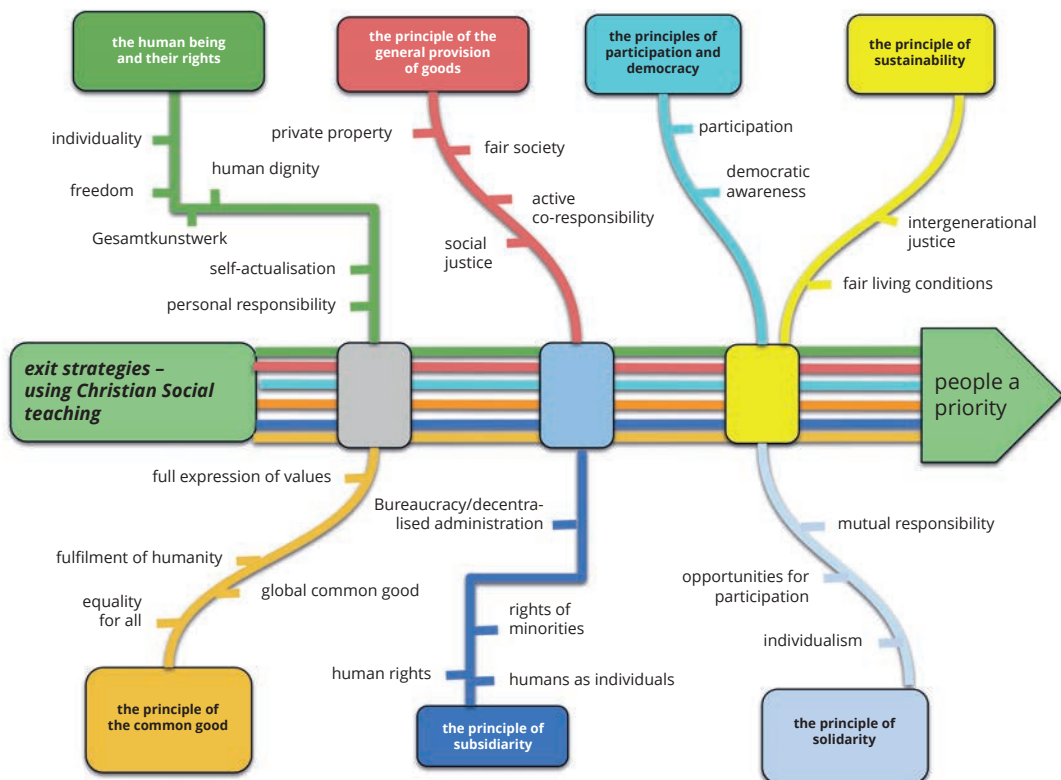 the human being
and their rights
the principle of the
general provision
of goods
the principles of
participation and
democracy
the principle of
sustainability
individuality
freedom
human dignity
Gesamtkunstwerk
self-actualisation
personal responsibility
private property
fair society
active
co-responsibility
social
justice
participation
democratic
awareness
intergenerational
justice
fair living conditions
exit strategies –
using Christian Social
teaching
people a
priority
full expression of values
fulfilment of humanity
global common good
equality
for all
the principle of
the common good
Bureaucracy/decentra-
lised administration
rights of
minorities
human rights
humans as individuals
the principle of
subsidiarity
mutual responsibility
opportunities for
participation
individualism
the principle of
solidarity